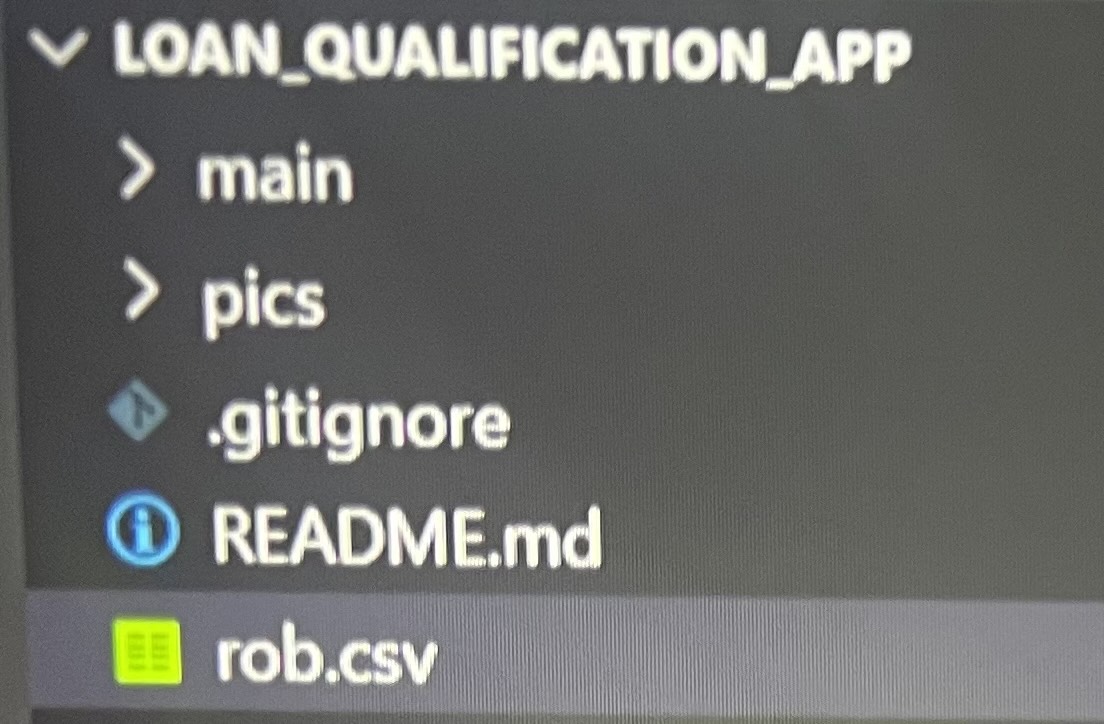 LOAN_QUALIFICATION_APP
main
pics
.gitignore
README.md
rob.csv